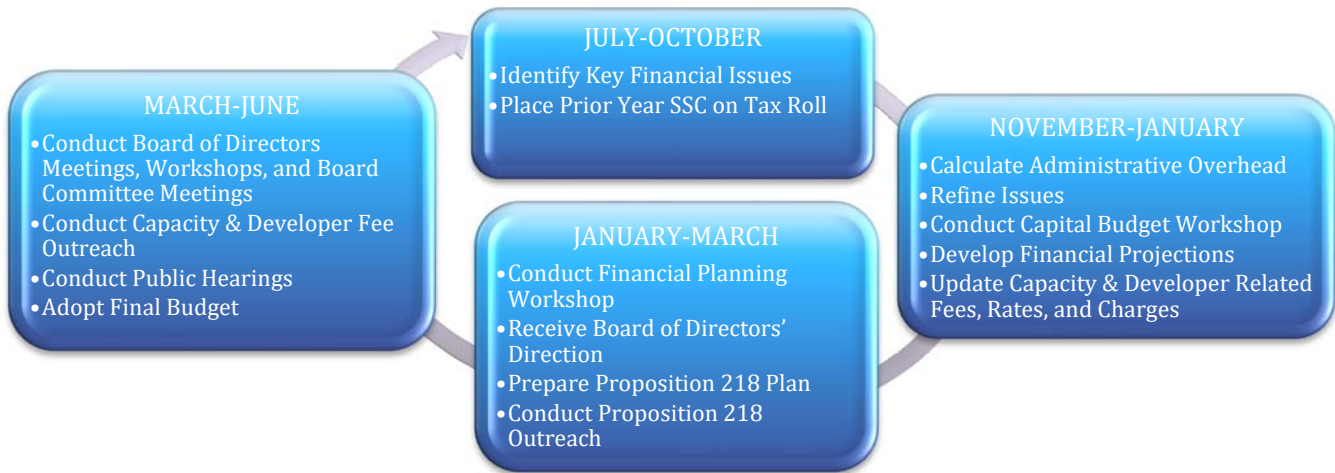 JULY-OCTOBER
•Identify Key Financial Issues
•Place Prior Year SSC on Tax Roll
NOVEMBER-JANUARY
•Calculate Administrative Overhead
•Refine Issues
•Conduct Capital Budget Workshop
•Develop Financial Projections
•Update Capacity & Developer Related
Fees, Rates, and Charges
JANUARY-MARCH
•Conduct Financial Planning
Workshop
•Receive Board of Directors’
Direction
•Prepare Proposition 218 Plan
•Conduct Proposition 218
Outreach
MARCH-JUNE
•Conduct Board of Directors
Meetings, Workshops, and Board
Committee Meetings
•Conduct Capacity & Developer Fee
Outreach
•Conduct Public Hearings
•Adopt Final Budget